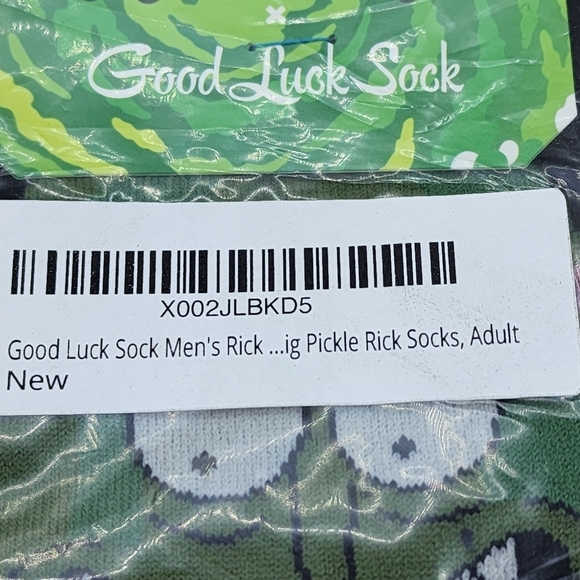 ×
Good Luck Sock
X002JLBKD5
Good Luck Sock Men's Rick ...ig Pickle Rick Socks, Adult
New